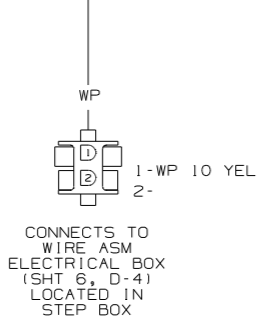 WP
1
2
1-WP 10 YEL
2-
CONNECTS TO
WIRE ASM
ELECTRICAL BOX
(SHT 6, D-4)
LOCATED IN
STEP BOX